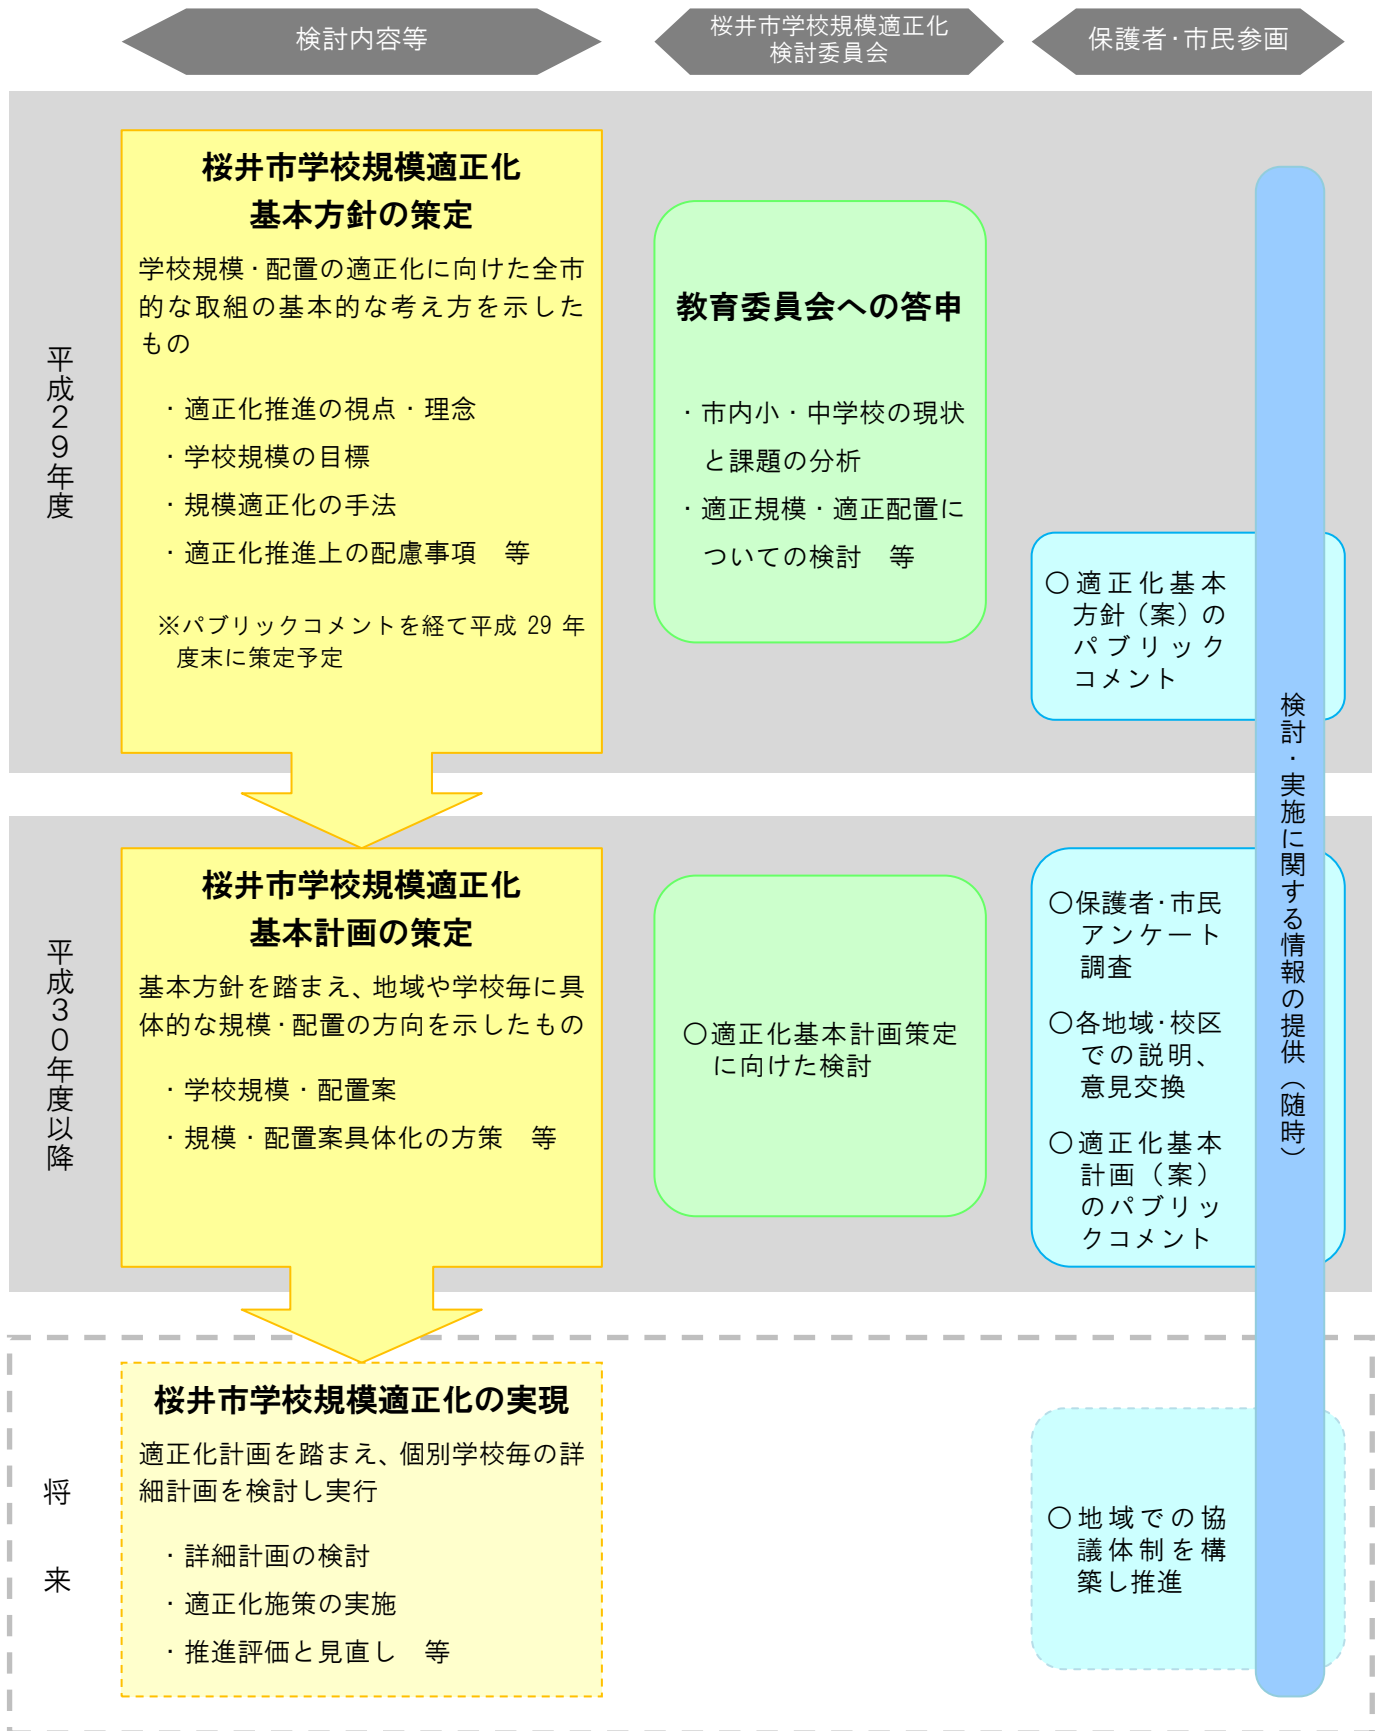 検討内容等
桜井市学校規模適正化
検討委員会
保護者・市民参画
平成29年度
桜井市学校規模適正化
基本方針の策定
学校規模・配置の適正化に向けた全市
的な取組の基本的な考え方を示した
もの
・適正化推進の視点・理念
・学校規模の目標
・規模適正化の手法
・適正化推進上の配慮事項　等
※パブリックコメントを経て平成 29 年
度末に策定予定
教育委員会への答申
・市内小・中学校の現状
と課題の分析
・適正規模・適正配置に
ついての検討　等
〇適正化基本
方針（案）の
パブリック
コメント
検討・実施に関する情報の提供（随時）
平成30年度以降
桜井市学校規模適正化
基本計画の策定
基本方針を踏まえ、地域や学校毎に具
体的な規模・配置の方向を示したもの
・学校規模・配置案
・規模・配置案具体化の方策　等
〇適正化基本計画策定
に向けた検討
〇保護者・市民
アンケート
調査
〇各地域・校区
での説明、
意見交換
〇適正化基本
計画（案）
のパブリッ
クコメント
将来
桜井市学校規模適正化の実現
適正化計画を踏まえ、個別学校毎の詳
細計画を検討し実行
・詳細計画の検討
・適正化施策の実施
・推進評価と見直し　等
〇地域での協
議体制を構
築し推進